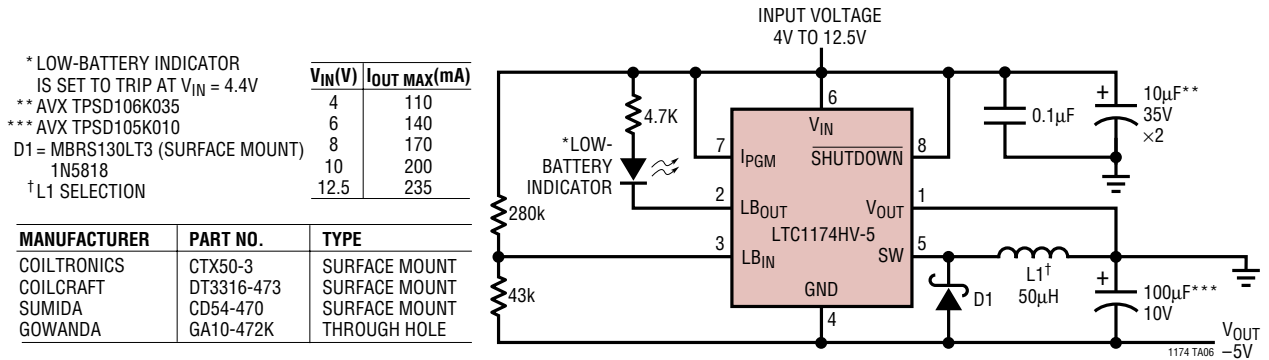 INPUT VOLTAGE
4V TO 12.5V
* LOW-BATTERY INDICATOR
IS SET TO TRIP AT VIN = 4.4V
** AVX TPSD106K035
*** AVX TPSD105K010
D1 = MBRS130LT3 (SURFACE MOUNT)
1N5818
†L1 SELECTION
VIN(V) IOUT MAX(mA)
4 110
6 140
8 170
10 200
12.5 235
MANUFACTURER PART NO. TYPE
COILTRONICS CTX50-3 SURFACE MOUNT
COILCRAFT DT3316-473 SURFACE MOUNT
SUMIDA CD54-470 SURFACE MOUNT
GOWANDA GA10-472K THROUGH HOLE
4.7K
*LOW-
BATTERY
INDICATOR
280k
43k
6
VIN
7
IPGM
SHUTDOWN
8
2
LBOUT
VOUT
1
LTC1174HV-5
3
LBIN
SW
5
GND
4
0.1µF
+
10µF**
35V
×2
L1†
50µH
D1
+
100µF***
10V
VOUT
–5V
1174 TA06